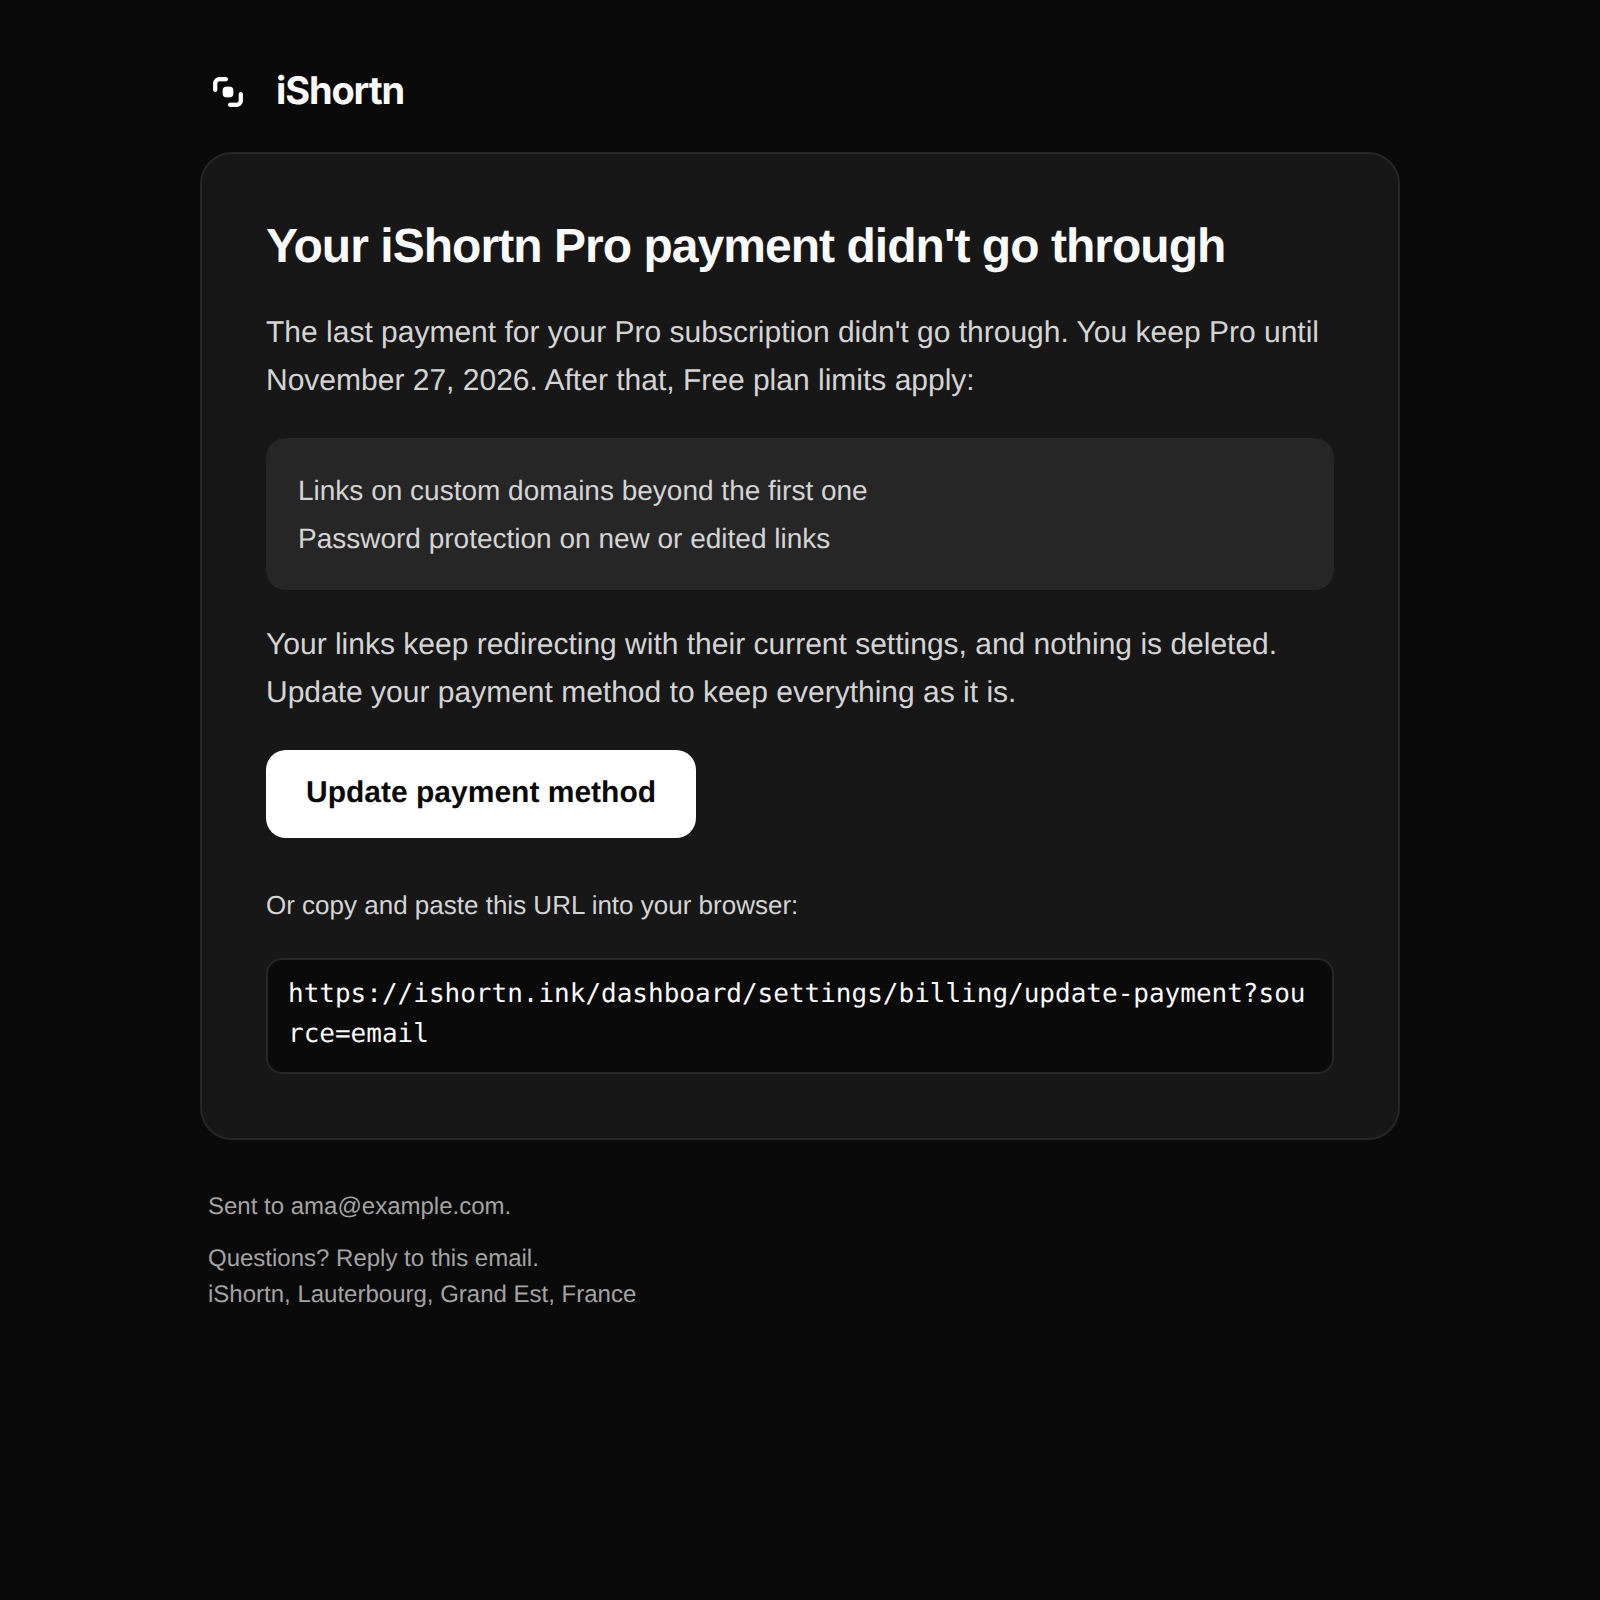 iShortn
Your iShortn Pro payment didn't go through
The last payment for your Pro subscription didn't go through. You keep Pro until
November 27, 2026. After that, Free plan limits apply:
Links on custom domains beyond the first one
Password protection on new or edited links
Your links keep redirecting with their current settings, and nothing is deleted.
Update your payment method to keep everything as it is.
Update payment method
Or copy and paste this URL into your browser:
https://ishortn.ink/dashboard/settings/billing/update-payment?sou
rce=email
Sent to ama@example.com.
Questions? Reply to this email.
iShortn, Lauterbourg, Grand Est, France